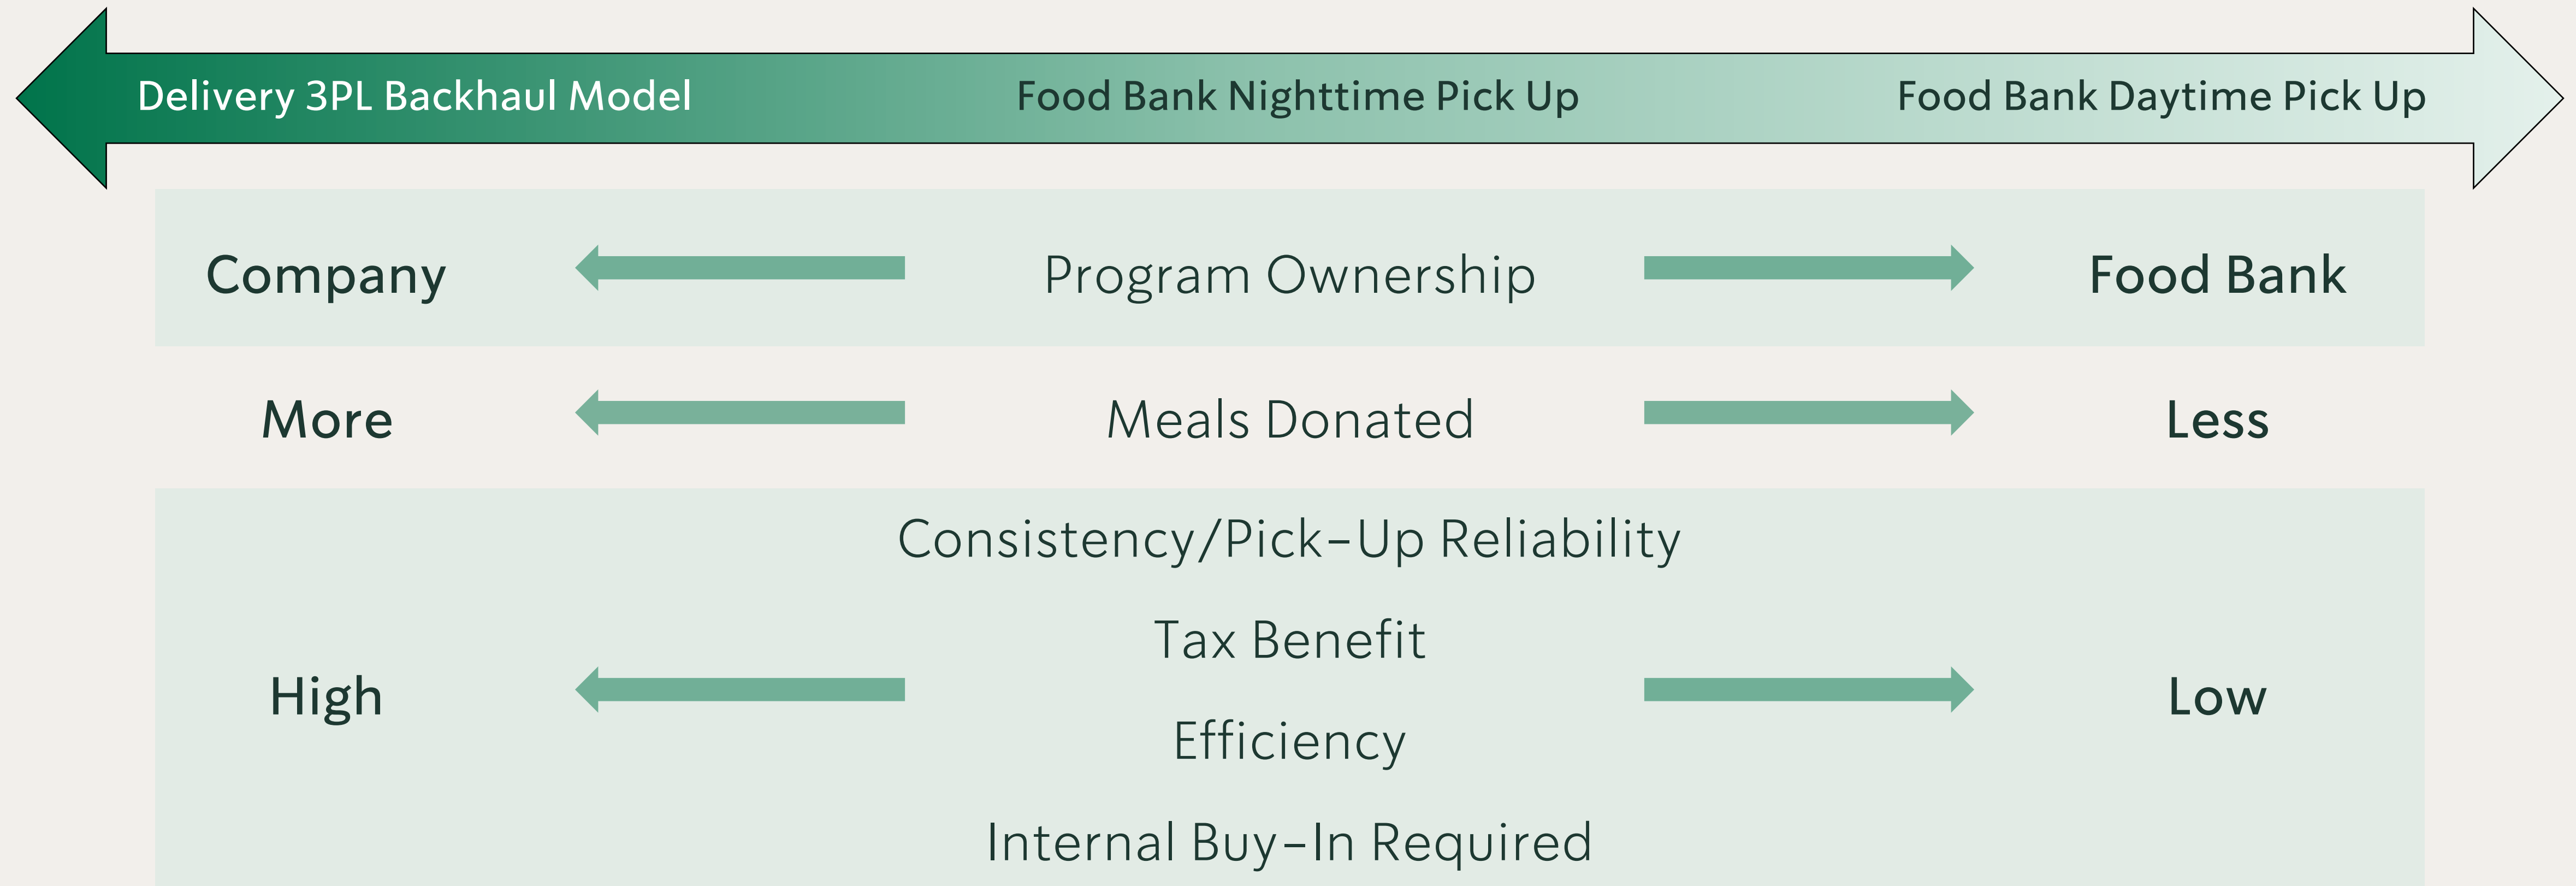 Delivery 3PL Backhaul Model Food Bank Nighttime Pick Up Food Bank Daytime Pick Up
Company Program Ownership Food Bank
More Meals Donated Less
Consistency/Pick-Up Reliability
Tax Benefit
High Low
Efficiency
Internal Buy-In Required